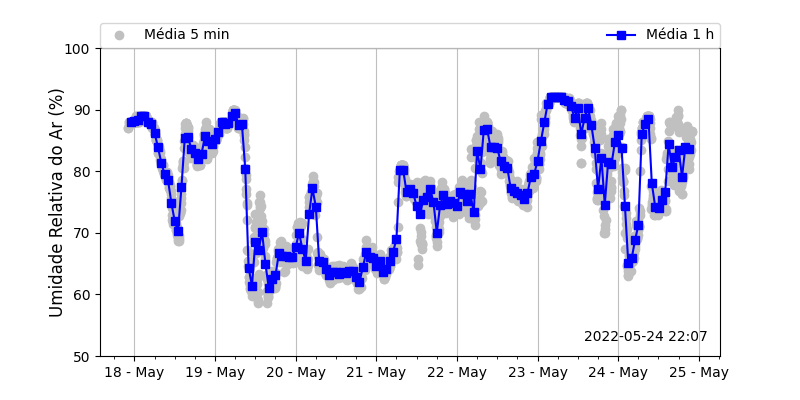 Média 5 min
Média 1 h
Umidade Relativa do Ar (%)
100
90
80
70
60
50
2022-05-24 22:07
18 - May
19 - May
20 - May
21 - May
22 - May
23 - May
24 - May
25 - May